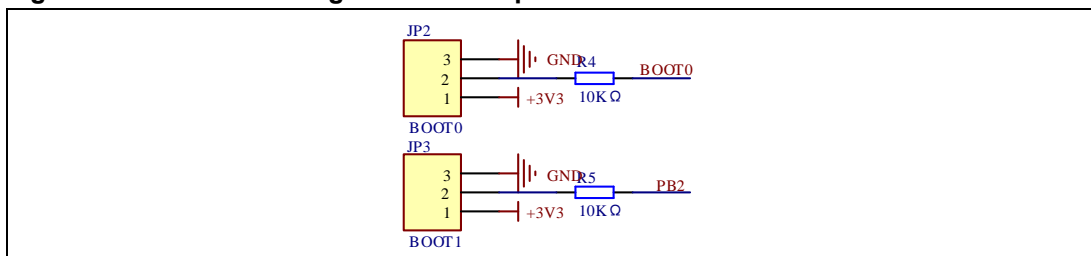 JP2
3
GND
R4
BOOT0
2
1
+3V3
10KΩ
BOOT0
JP3
3
GND
R5
PB2
2
1
+3V3
10KΩ
BOOT1